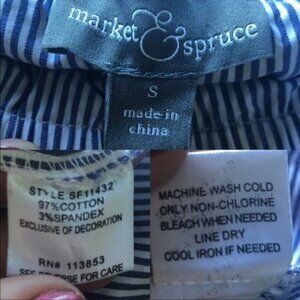 market & spruce
S
made in
china
STYLE:SF11432
97%COTTON
3%SPANDEX
EXCLUSIVE OF DECORATION
RN# 113853
SEE REVERSE FOR CARE
MACHINE WASH COLD
ONLY NON-CHLORINE
BLEACH WHEN NEEDED
LINE DRY
COOL IRON IF NEEDED